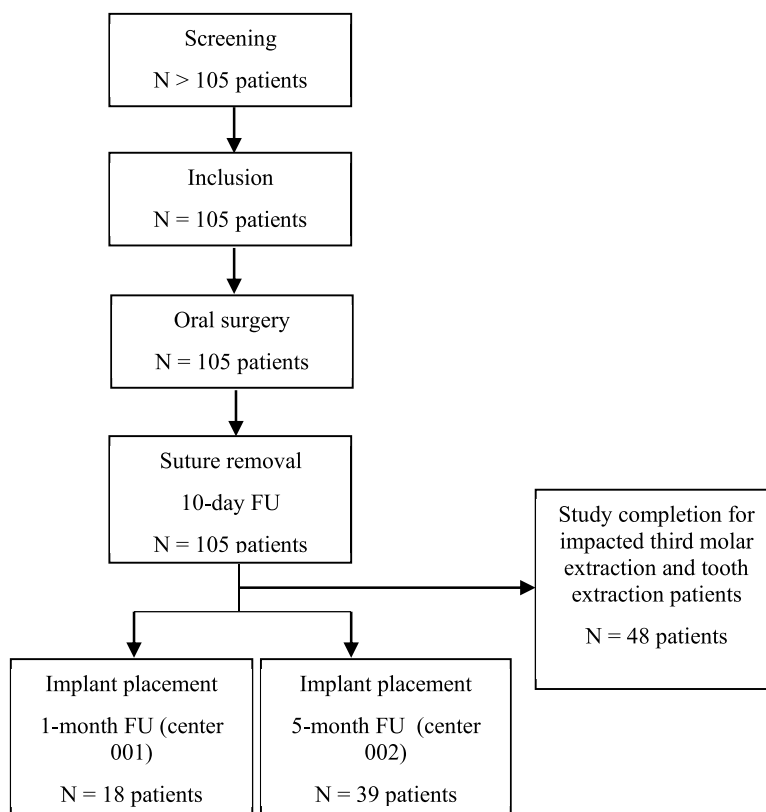 Screening
N > 105 patients
Inclusion
N = 105 patients
Oral surgery
N = 105 patients
Suture removal
10-day FU
N = 105 patients
Study completion for
impacted third molar
extraction and tooth
extraction patients
N = 48 patients
Implant placement
1-month FU (center
001)
N = 18 patients
Implant placement
5-month FU (center
002)
N = 39 patients